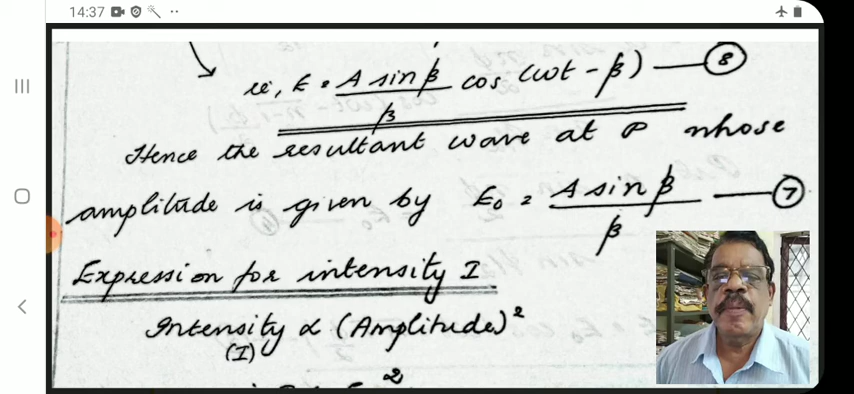 14:37
ie, E = A sin β / β cos (ωt - β) — ⑧
Hence the resultant wave at P whose
amplitude is given by E₀ = A sin β / β — ⑦
Expression for intensity I
Intensity α (Amplitude)²
(I)